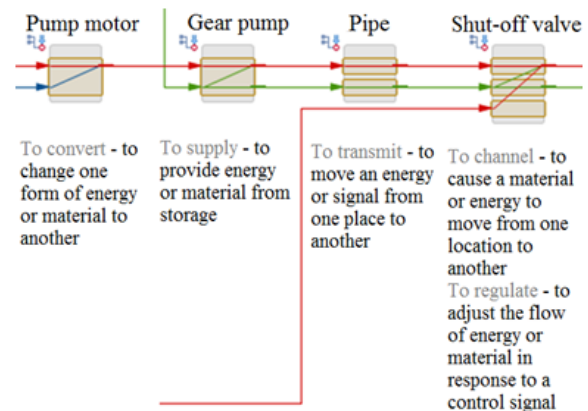 Pump motor
Gear pump
Pipe
Shut-off valve
To convert - to
change one
form of energy
or material to
another
To supply - to
provide energy
or material from
storage
To transmit - to
move an energy
or signal from
one place to
another
To channel - to
cause a material
or energy to
move from one
location to
another
To regulate - to
adjust the flow
of energy or
material in
response to a
control signal